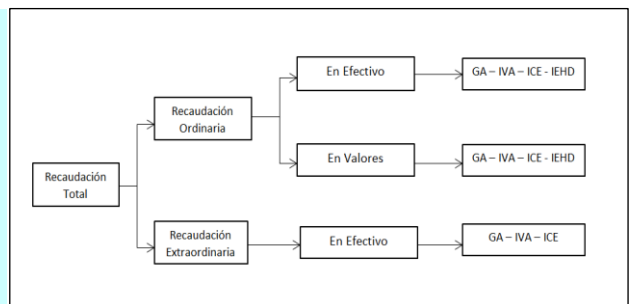 En Efectivo
GA – IVA – ICE - IEHD
Recaudación
Ordinaria
En Valores
GA – IVA – ICE - IEHD
Recaudación
Total
Recaudación
Extraordinaria
En Efectivo
GA – IVA – ICE